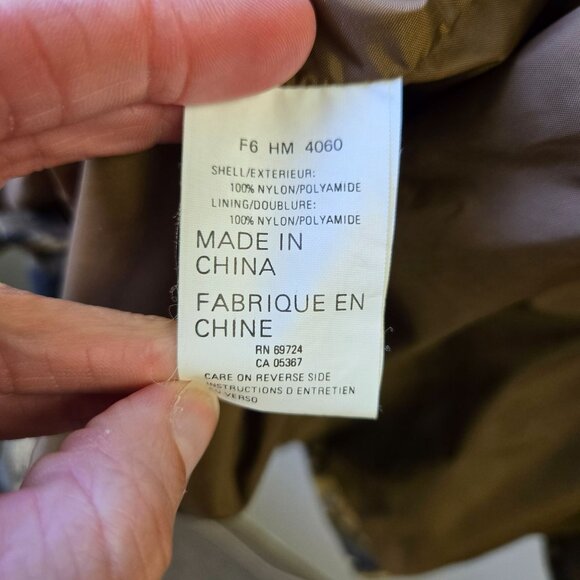 F6 HM 4060
SHELL/EXTERIEUR:
100% NYLON/POLYAMIDE
LINING/DOUBLURE:
100% NYLON/POLYAMIDE
MADE IN
CHINA
FABRIQUE EN
CHINE
RN 69724
CA 05367
CARE ON REVERSE SIDE
INSTRUCTIONS D ENTRETIEN
VERSO